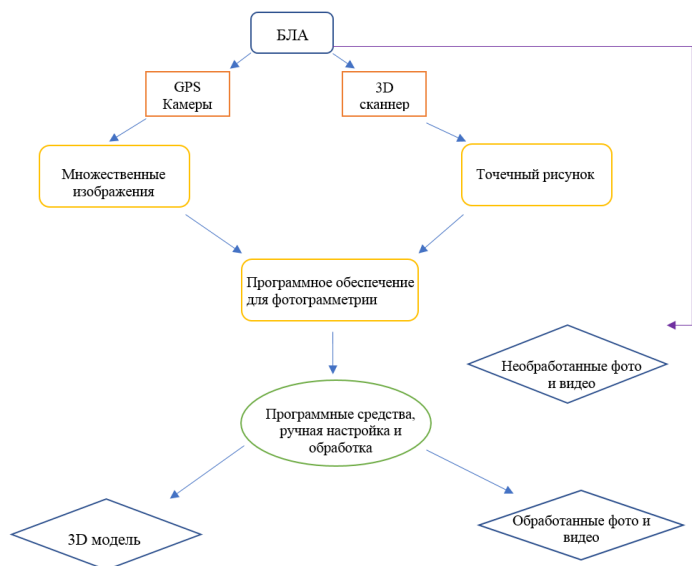 БЛА
GPS
Камеры
3D
сканнер
Множественные
изображения
Точечный рисунок
Программное обеспечение
для фотограмметрии
Необработанные фото
и видео
Программные средства,
ручная настройка и
обработка
3D модель
Обработанные фото и
видео